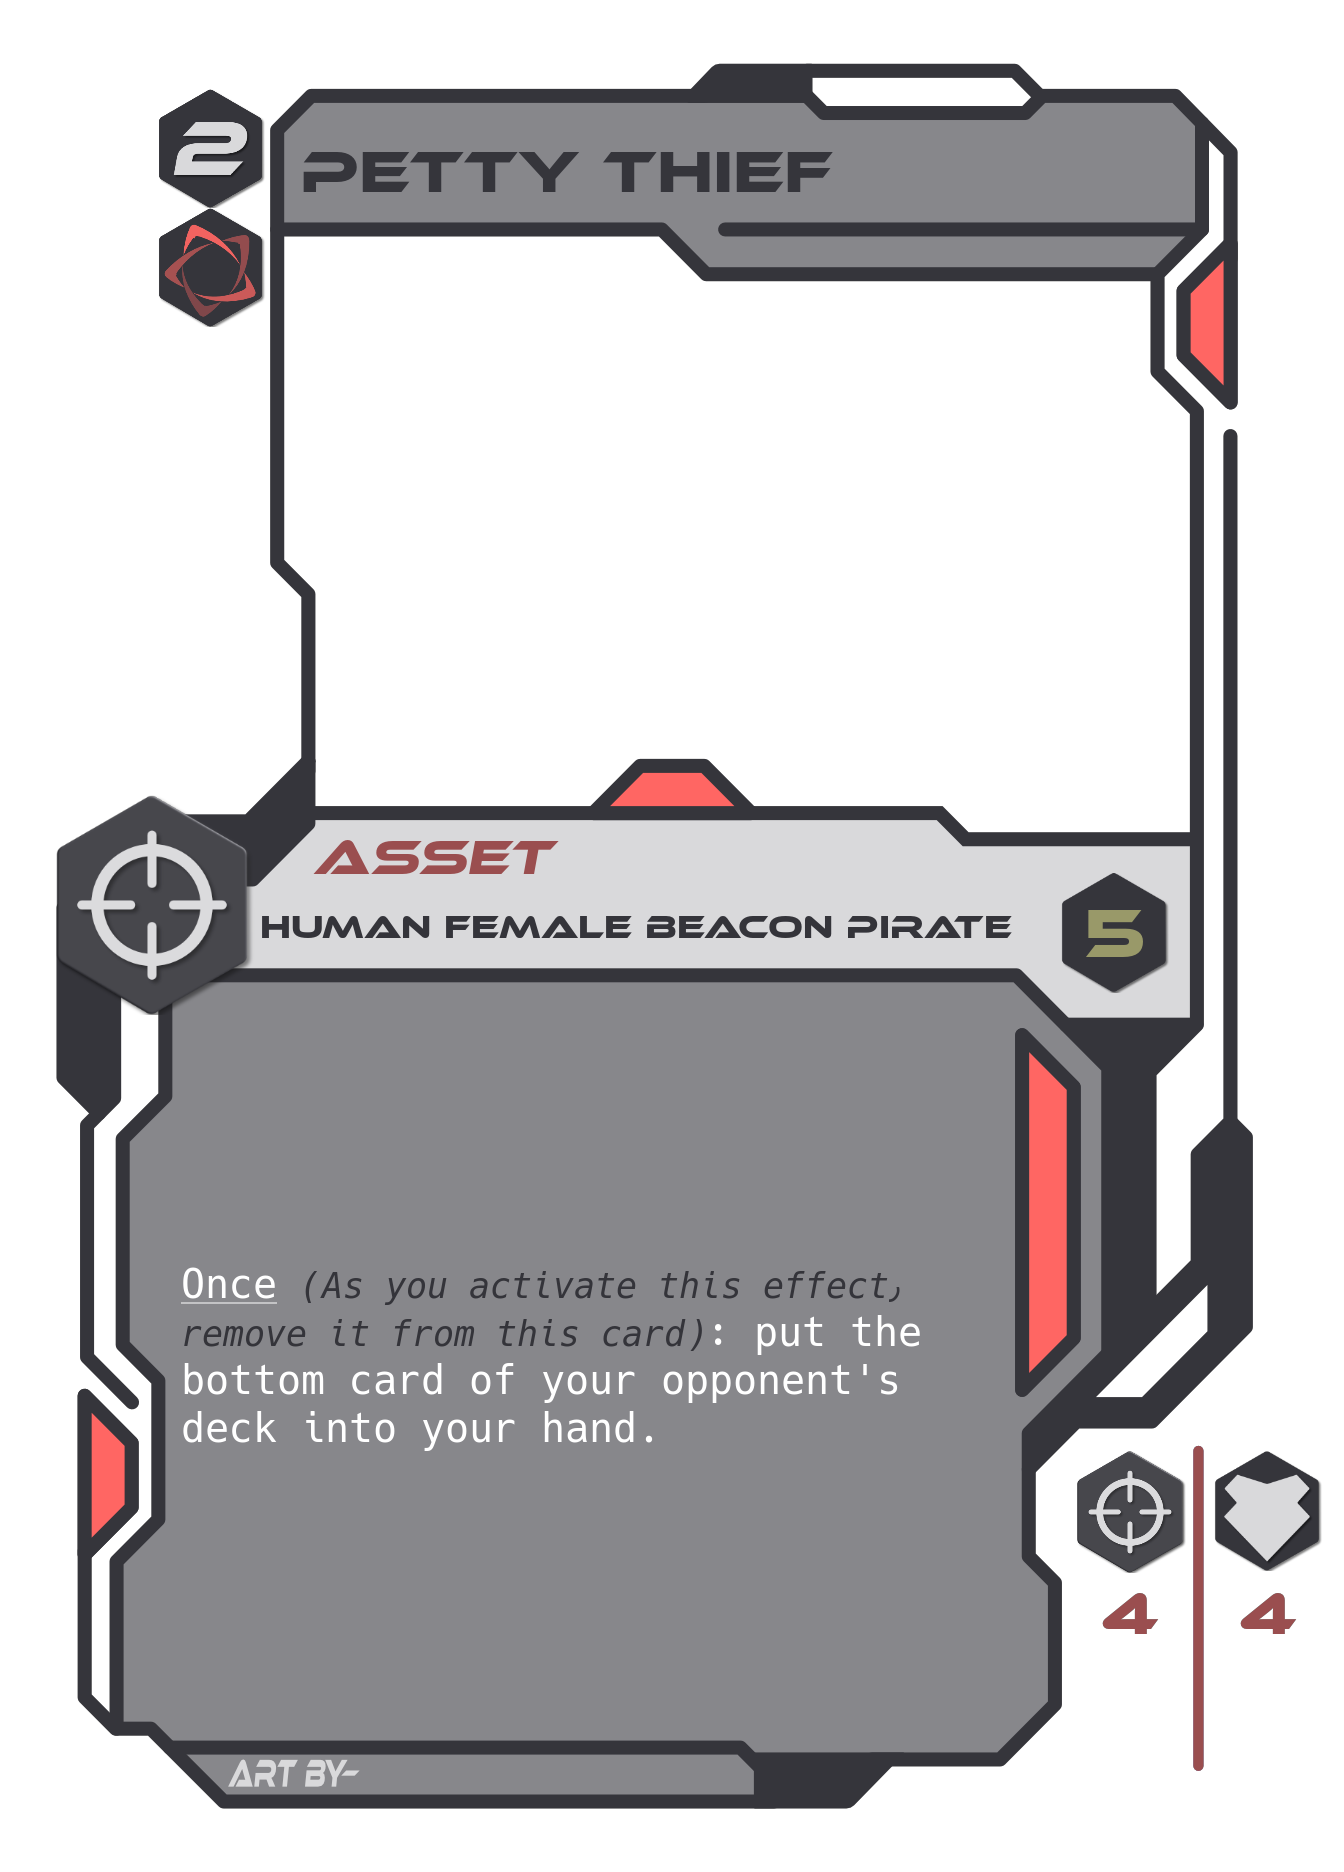 2
PETTY THIEF
ASSET
HUMAN FEMALE BEACON PIRATE
5
Once (As you activate this effect,
remove it from this card): put the
bottom card of your opponent's
deck into your hand.
4 4
ART BY-